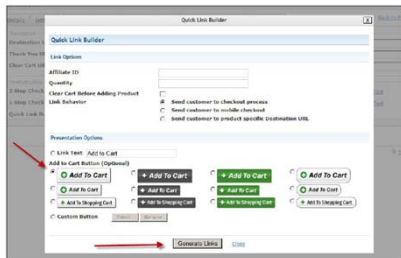 Quick Link Builder
X
Quick Link Builder
Link Options
Affiliate ID
Quantity
Clear Cart Before Adding Product
Link Behavior
Send customer to checkout process
Send customer to mobile checkout
Send customer to product specific Destination URL
Presentation Options
Link Text Add to Cart
Add to Cart Button (Optional)
Add To Cart + Add To Cart + Add To Cart Add To Cart
Add To Cart + Add To Cart + Add To Cart Add To Cart
+ Add To Shopping Cart + Add To Shopping Cart + Add To Shopping Cart + Add To Shopping Cart
Custom Button
Generate Links Close